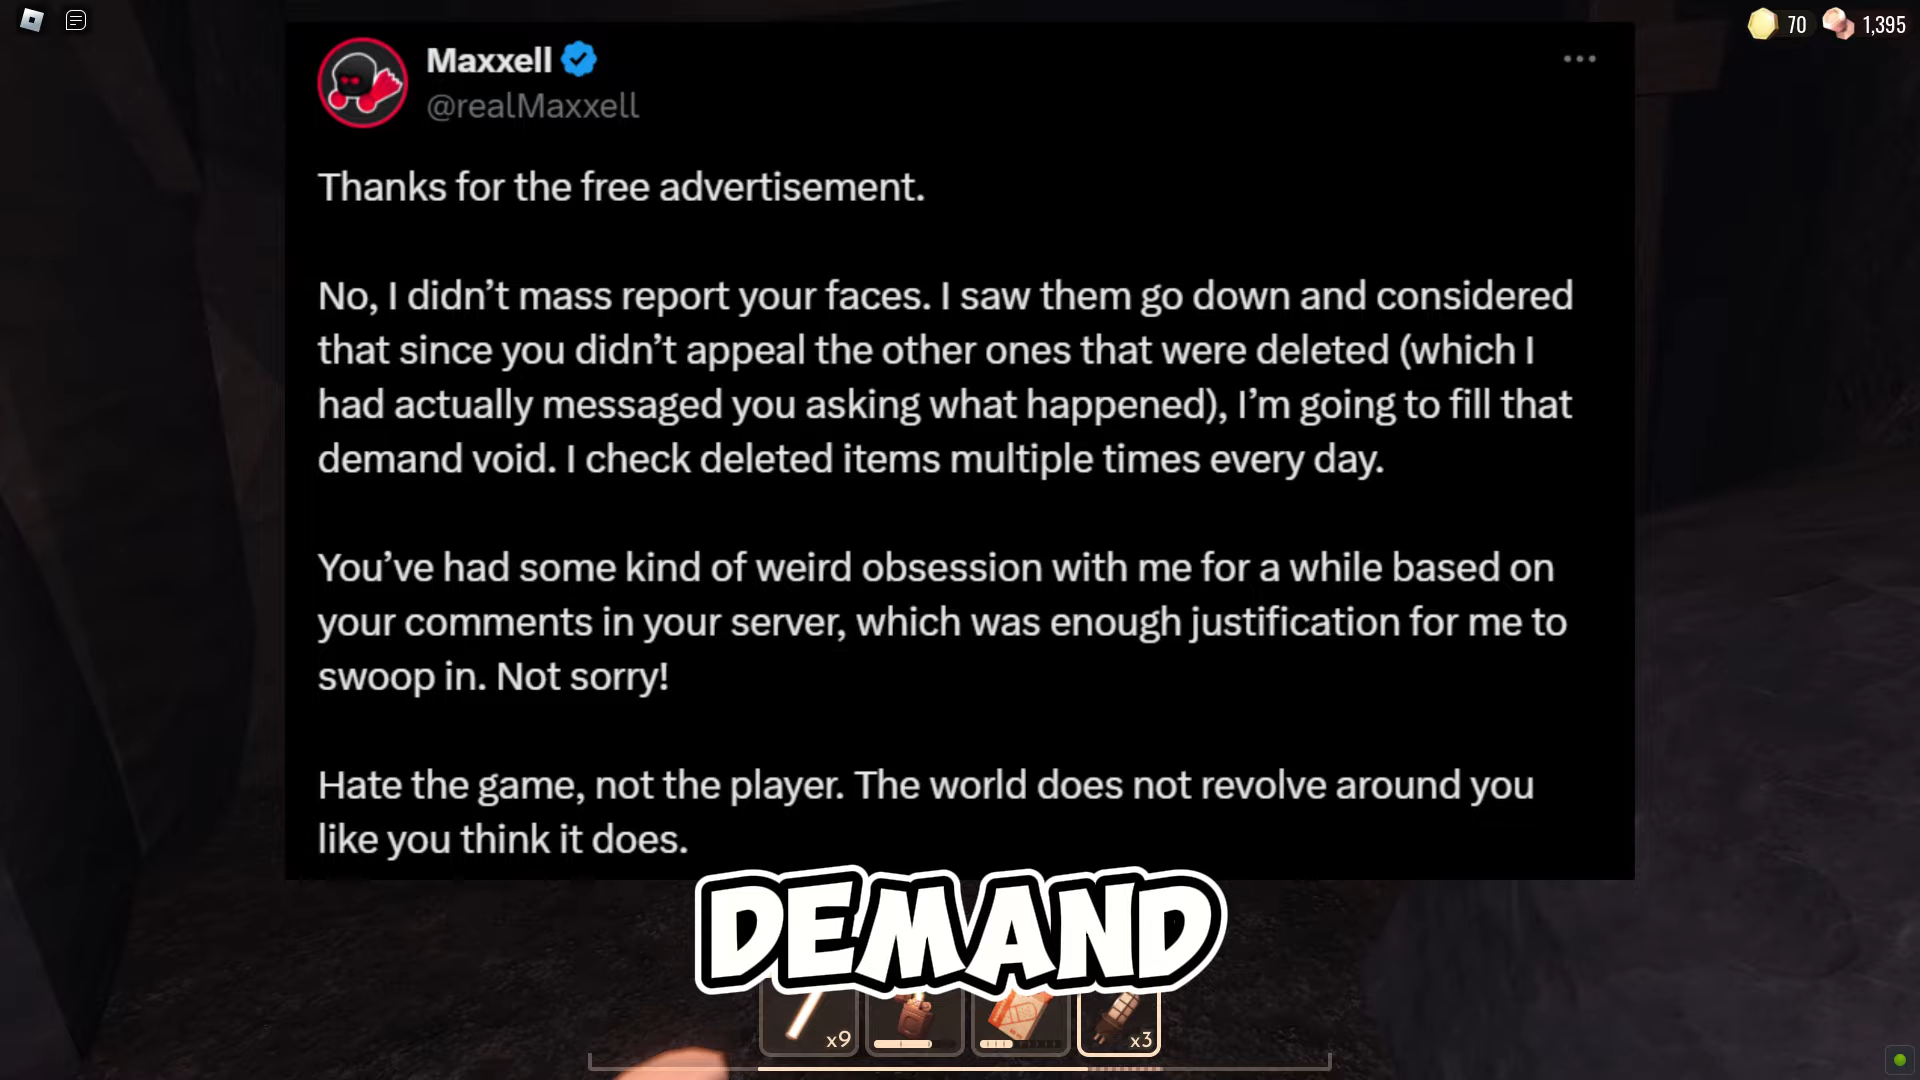 70
1,395
Maxxell
@realMaxxell
Thanks for the free advertisement.
No, I didn’t mass report your faces. I saw them go down and considered
that since you didn’t appeal the other ones that were deleted (which I
had actually messaged you asking what happened), I’m going to fill that
demand void. I check deleted items multiple times every day.
You’ve had some kind of weird obsession with me for a while based on
your comments in your server, which was enough justification for me to
swoop in. Not sorry!
Hate the game, not the player. The world does not revolve around you
like you think it does.
DEMAND
x9
x3